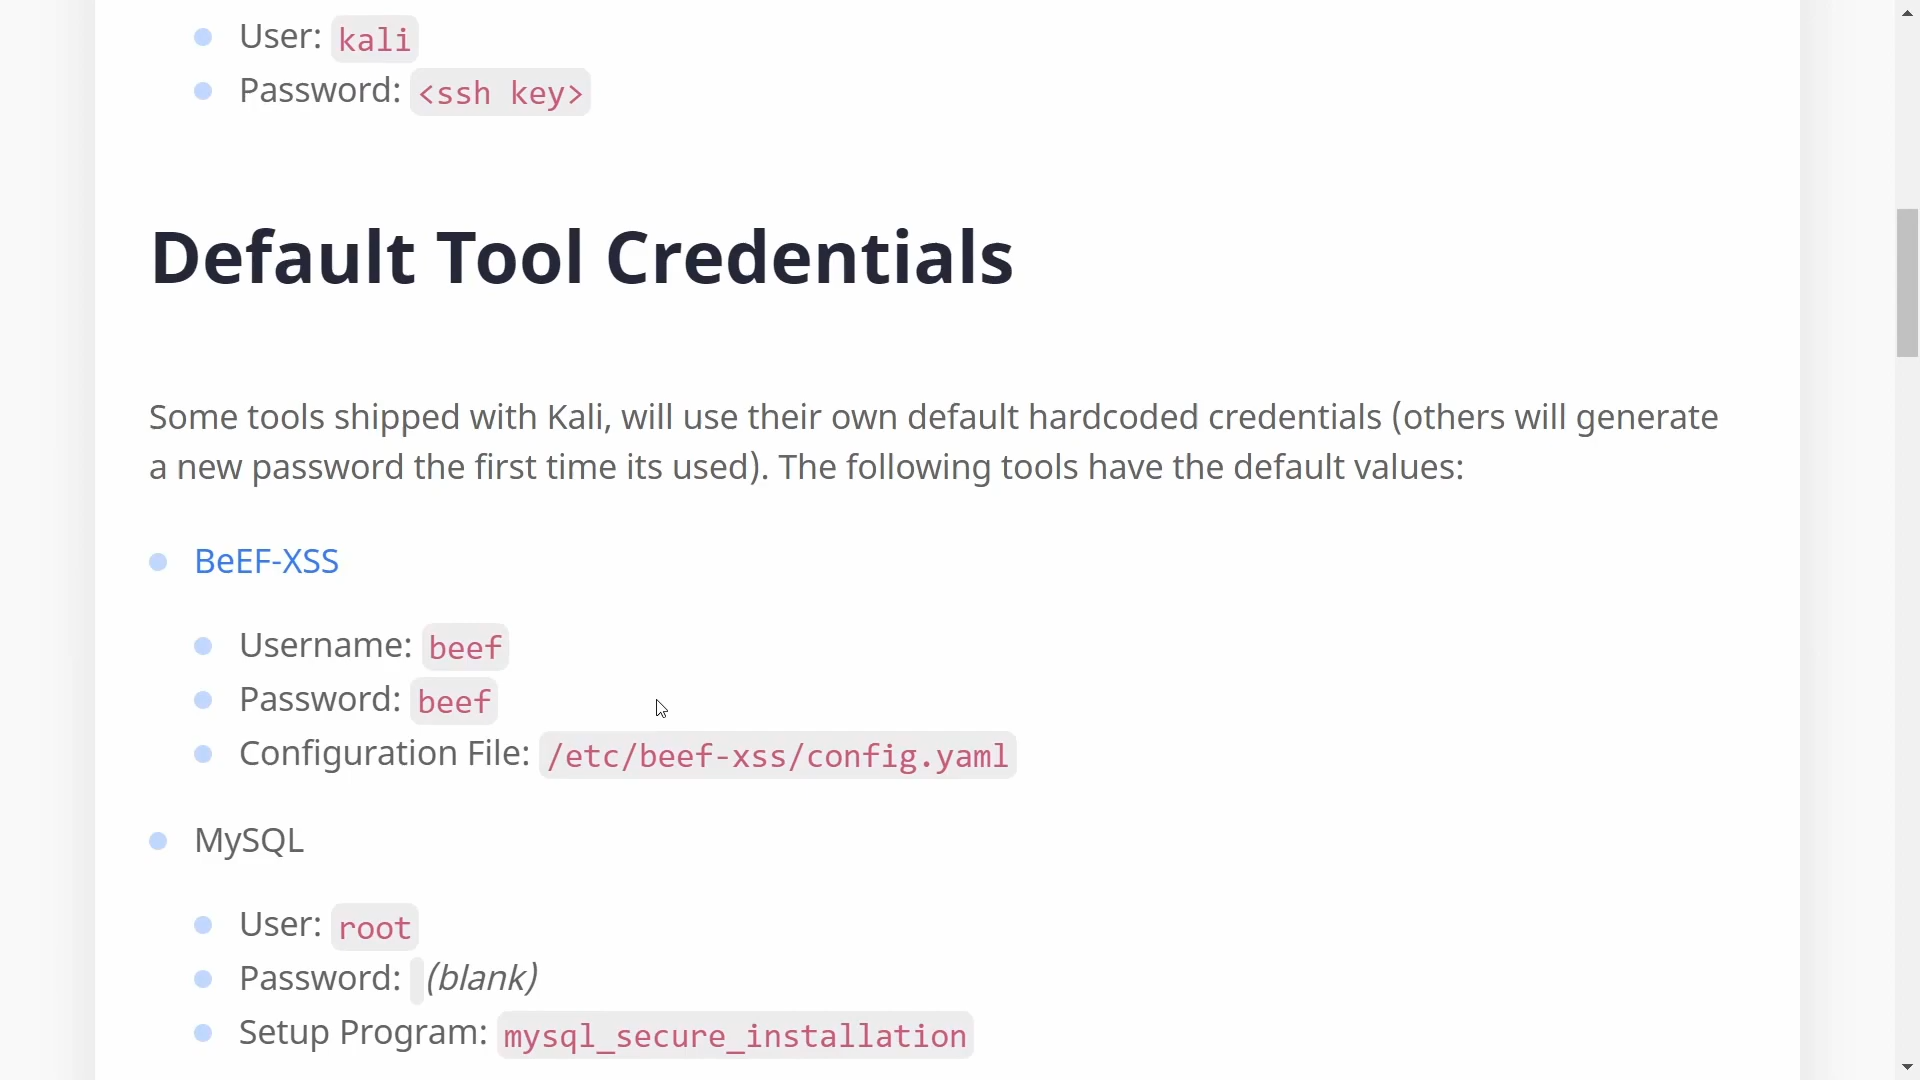 User: kali
Password: <ssh key>
Default Tool Credentials
Some tools shipped with Kali, will use their own default hardcoded credentials (others will generate
a new password the first time its used). The following tools have the default values:
BeEF-XSS
Username: beef
Password: beef
Configuration File: /etc/beef-xss/config.yaml
MySQL
User: root
Password: (blank)
Setup Program: mysql_secure_installation